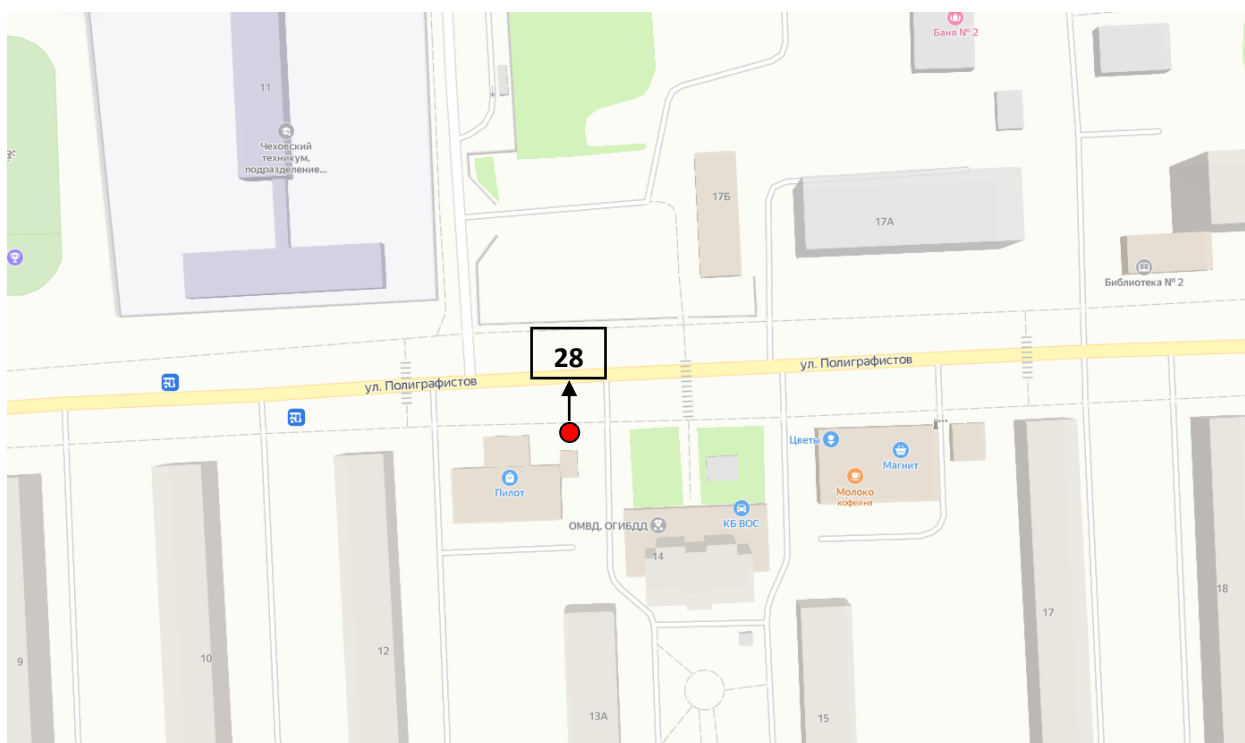 Баня № 2
11
Чеховский
техникум,
подразделение...
17Б
17А
Библиотека № 2
28
ул. Полиграфистов
ул. Полиграфистов
Цветы
Магнит
Молоко
кофейня
Пилот
ОМВД, ОГИБДД
КБ ВОС
14
9
10
12
13А
15
17
18